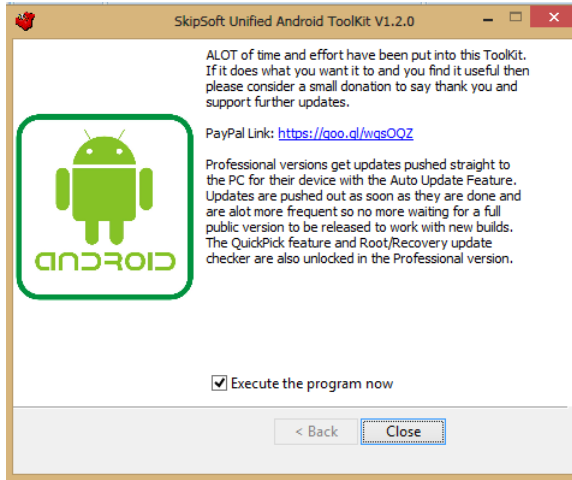 SkipSoft Unified Android ToolKit V1.2.0
ALOT of time and effort have been put into this ToolKit.
If it does what you want it to and you find it useful then
please consider a small donation to say thank you and
support further updates.
PayPal Link: https://goo.gl/wgsOQZ
Professional versions get updates pushed straight to
the PC for their device with the Auto Update Feature.
Updates are pushed out as soon as they are done and
are alot more frequent so no more waiting for a full
public version to be released to work with new builds.
The QuickPick feature and Root/Recovery update
checker are also unlocked in the Professional version.
ANDROID
Execute the program now
< Back
Close